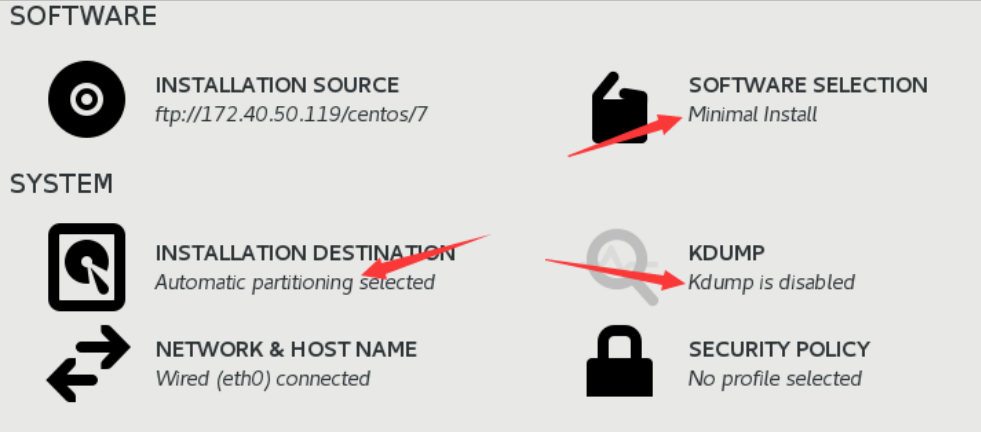 SOFTWARE
INSTALLATION SOURCE
ftp://172.40.50.119/centos/7
SOFTWARE SELECTION
Minimal Install
SYSTEM
INSTALLATION DESTINATION
Automatic partitioning selected
KDUMP
Kdump is disabled
NETWORK & HOST NAME
Wired (eth0) connected
SECURITY POLICY
No profile selected